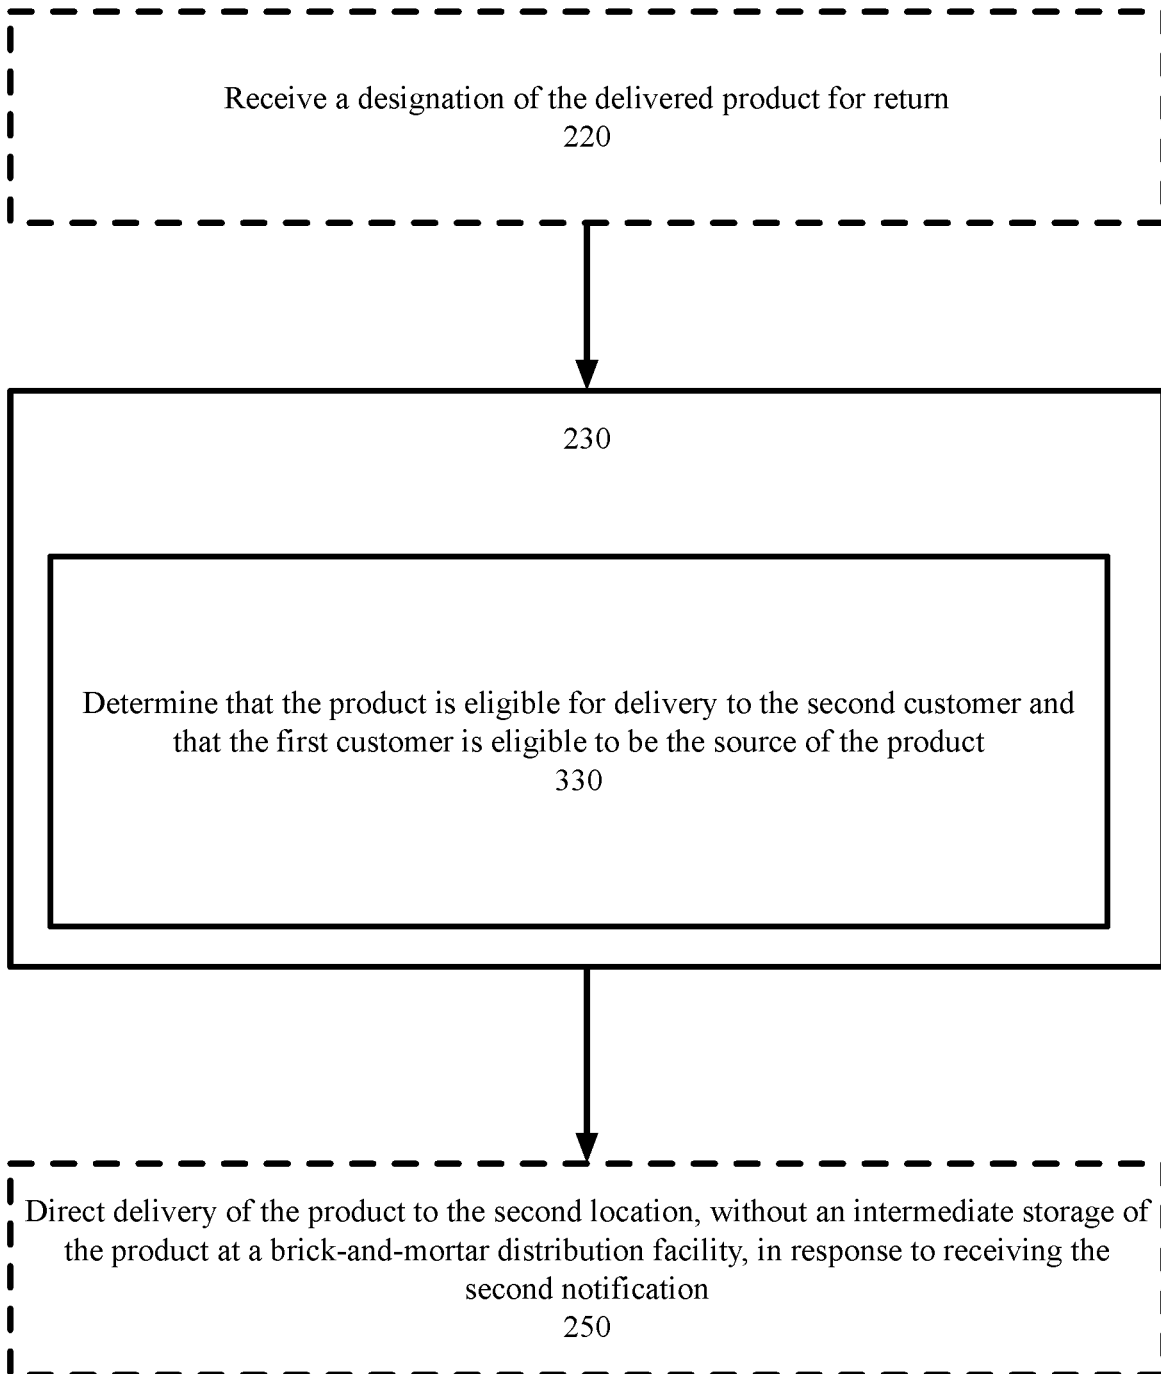 Receive a designation of the delivered product for return
220
230
Determine that the product is eligible for delivery to the second customer and
that the first customer is eligible to be the source of the product
330
Direct delivery of the product to the second location, without an intermediate storage of
the product at a brick-and-mortar distribution facility, in response to receiving the
second notification
250